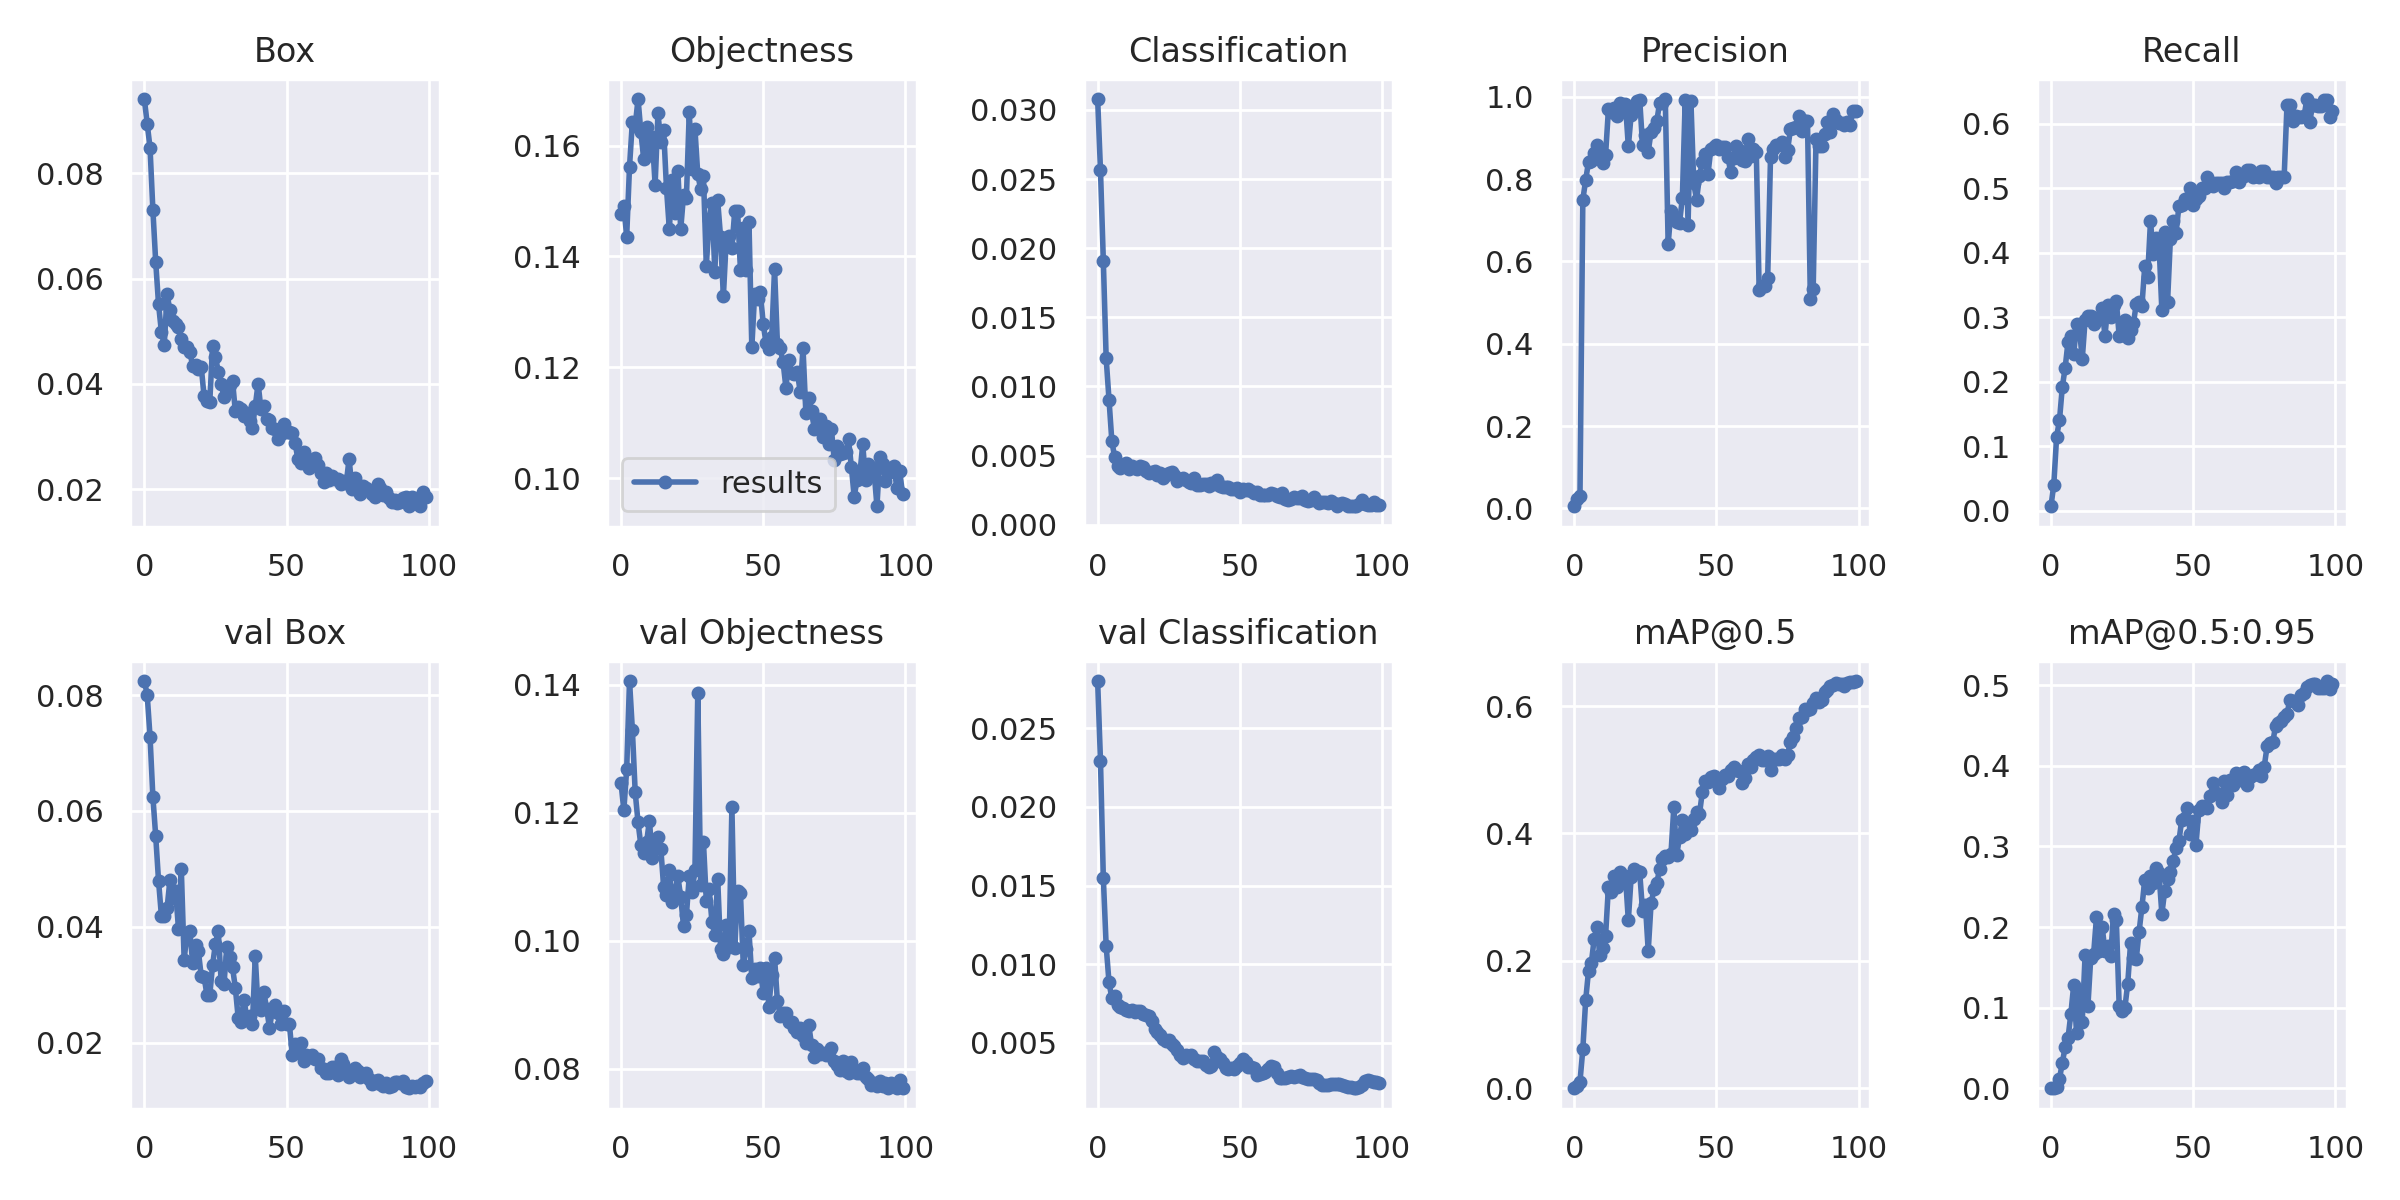 Box
0.08
0.06
0.04
0.02
0 50 100
Objectness
0.16
0.14
0.12
0.10
results
0 50 100
Classification
0.030
0.025
0.020
0.015
0.010
0.005
0.000
0 50 100
Precision
1.0
0.8
0.6
0.4
0.2
0.0
0 50 100
Recall
0.6
0.5
0.4
0.3
0.2
0.1
0.0
0 50 100
val Box
0.08
0.06
0.04
0.02
0 50 100
val Objectness
0.14
0.12
0.10
0.08
0 50 100
val Classification
0.025
0.020
0.015
0.010
0.005
0 50 100
mAP@0.5
0.6
0.4
0.2
0.0
0 50 100
mAP@0.5:0.95
0.5
0.4
0.3
0.2
0.1
0.0
0 50 100